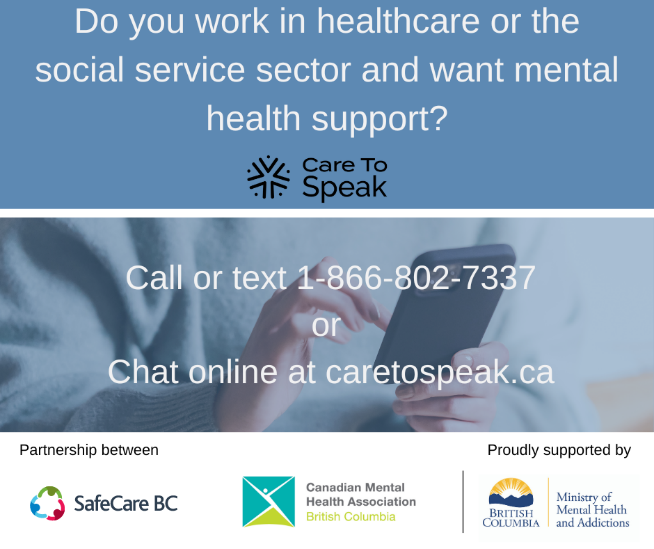 Do you work in healthcare or the
social service sector and want mental
health support?
Care To
Speak
Call or text 1-866-802-7337
or
Chat online at caretospeak.ca
Partnership between
Proudly supported by
SafeCare BC
Canadian Mental
Health Association
British Columbia
BRITISH
COLUMBIA
Ministry of
Mental Health
and Addictions